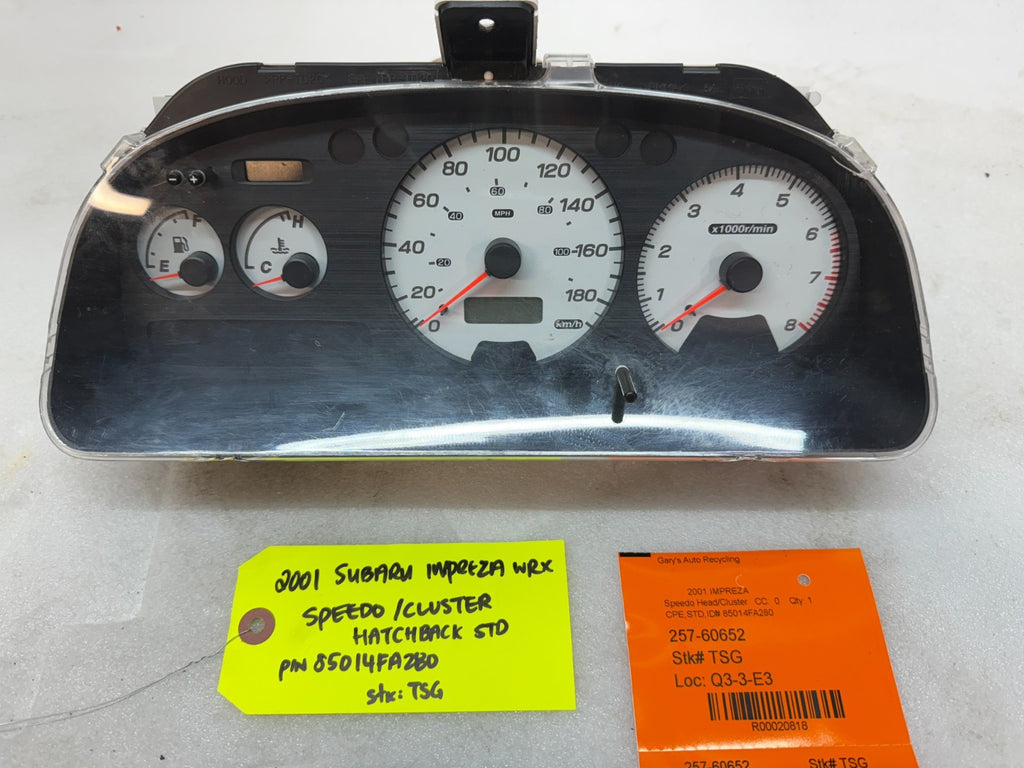 HOOD
F
H
E
C
0
20
40
60
80
100
120
140
160
180
20
40
60
80
100
MPH
km/h
0
1
2
3
4
5
6
7
8
x1000r/min
2001 SUBARU IMPREZA WRX
SPEEDO/CLUSTER
HATCHBACK STD
P/N 85014FA280
stk: TSG
Gary's Auto Recycling
2001 IMPREZA
Speedo Head/Cluster CC: 0 Qty: 1
CPE,STD,ID# 85014FA280
257-60652
Stk# TSG
Loc: Q3-3-E3
R00020818
257-60652 Stk# TSG